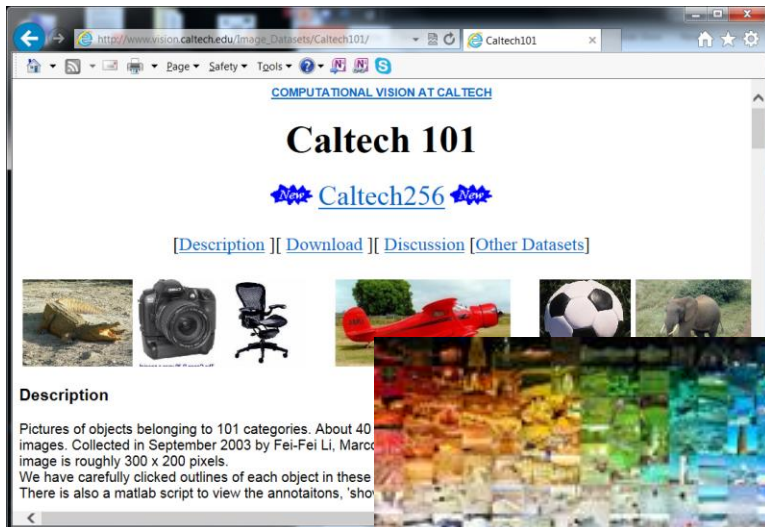 http://www.vision.caltech.edu/Image_Datasets/Caltech101/
Caltech101
Page Safety Tools
COMPUTATIONAL VISION AT CALTECH
Caltech 101
New Caltech256 New
[Description ][ Download ][ Discussion [Other Datasets]
Description
Pictures of objects belonging to 101 categories. About 40
images. Collected in September 2003 by Fei-Fei Li, Marco
image is roughly 300 x 200 pixels.
We have carefully clicked outlines of each object in these
There is also a matlab script to view the annotaitons, 'sho